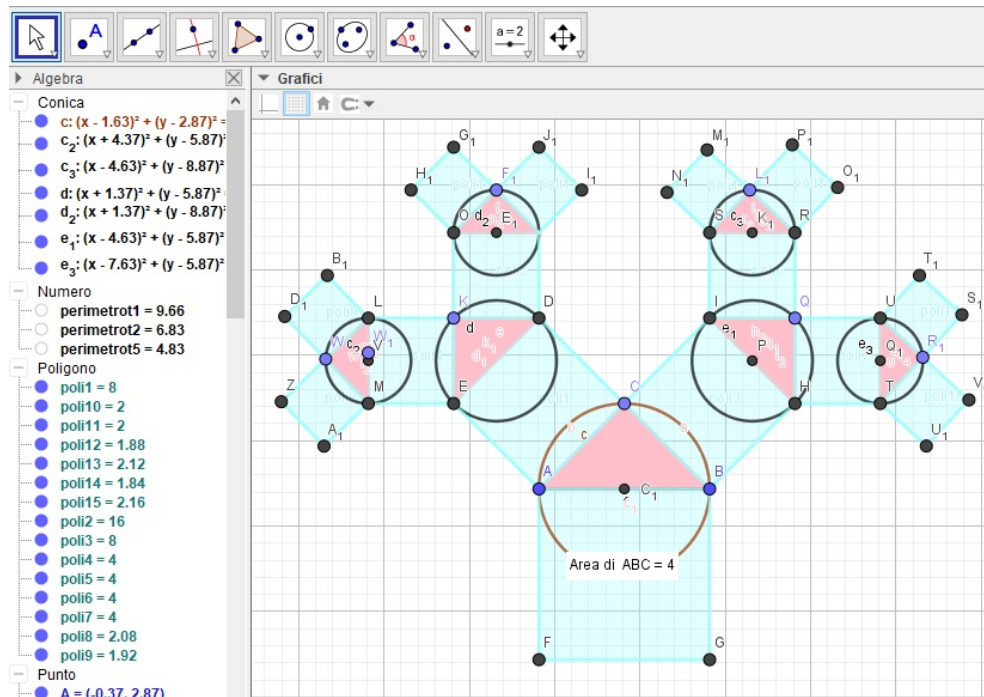 A
a=2
Algebra
Grafici
Conica
c: (x - 1.63)² + (y - 2.87)² =
c₂: (x + 4.37)² + (y - 5.87)²
c₃: (x - 4.63)² + (y - 8.87)²
d: (x + 1.37)² + (y - 5.87)²
d₂: (x + 1.37)² + (y - 8.87)²
e₁: (x - 4.63)² + (y - 5.87)²
e₃: (x - 7.63)² + (y - 5.87)²
Numero
perimetrot1 = 9.66
perimetrot2 = 6.83
perimetrot5 = 4.83
Poligono
poli1 = 8
poli10 = 2
poli11 = 2
poli12 = 1.88
poli13 = 2.12
poli14 = 1.84
poli15 = 2.16
poli2 = 16
poli3 = 8
poli4 = 4
poli5 = 4
poli6 = 4
poli7 = 4
poli8 = 2.08
poli9 = 1.92
Punto
A = (-0.37, 2.87)
G₁ J₁ M₁ P₁
H₁ F₁ I₁ N₁ L₁ O₁
O d₂ E₁ S c₃ K₁ R
B₁ T₁
D₁ L K D I Q U S₁
d e₁
W₁ c₂ V P e₃ Q₁ R₁
Z M E H T V
A₁ C U₁
c
A B
C₁
Area di ABC = 4
F G